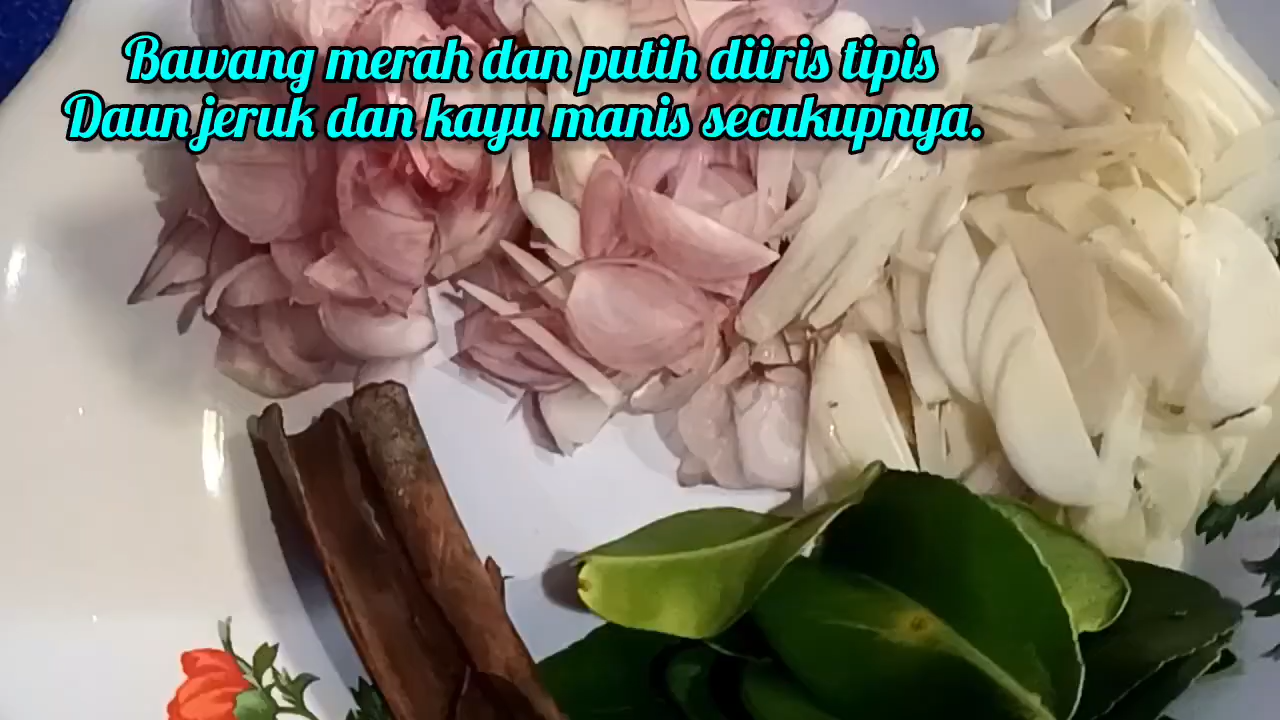 Bawang merah dan putih diiris tipis
Daun jeruk dan kayu manis secukupnya.